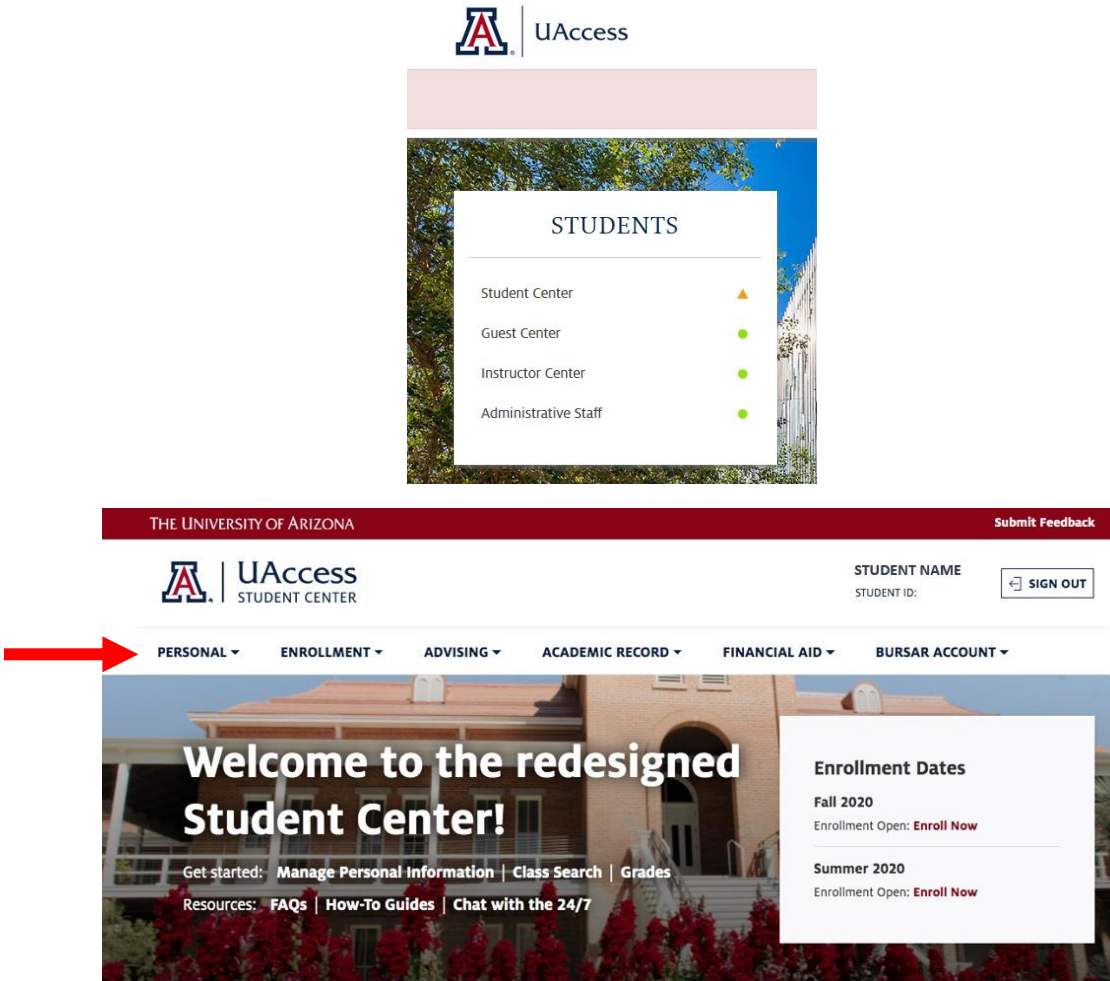 UAccess
STUDENTS
Student Center
Guest Center
Instructor Center
Administrative Staff
THE UNIVERSITY OF ARIZONA
Submit Feedback
UAccess
STUDENT CENTER
STUDENT NAME
STUDENT ID:
SIGN OUT
PERSONAL ENROLLMENT ADVISING ACADEMIC RECORD FINANCIAL AID BURSAR ACCOUNT
Welcome to the redesigned
Student Center!
Get started: Manage Personal Information | Class Search | Grades
Resources: FAQs | How-To Guides | Chat with the 24/7
Enrollment Dates
Fall 2020
Enrollment Open: Enroll Now
Summer 2020
Enrollment Open: Enroll Now